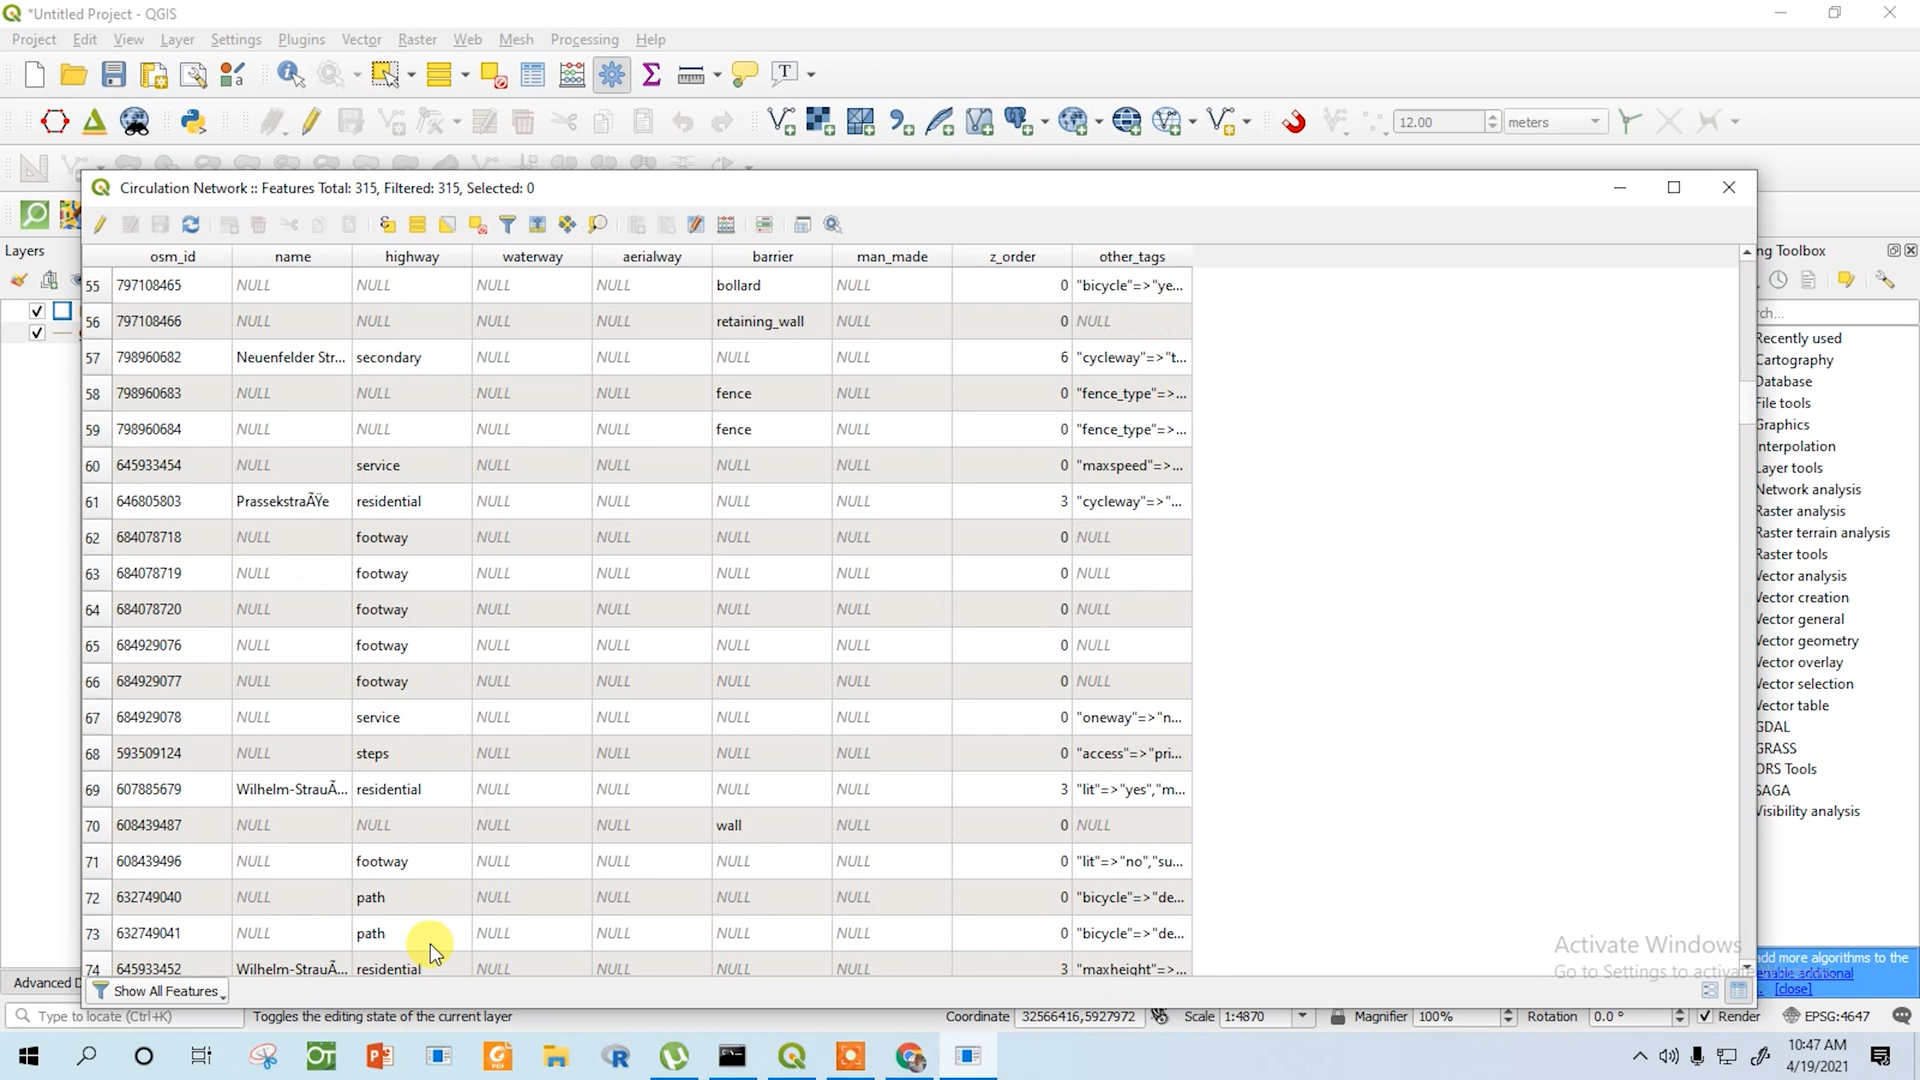 *Untitled Project - QGIS
Project Edit View Layer Settings Plugins Vector Raster Web Mesh Processing Help
12.00 meters
Circulation Network :: Features Total: 315, Filtered: 315, Selected: 0
Layers
ng Toolbox
osm_id name highway waterway aerialway barrier man_made z_order other_tags
55 797108465 NULL NULL NULL NULL bollard NULL 0 "bicycle"=>"ye...
56 797108466 NULL NULL NULL NULL retaining_wall NULL 0 NULL
57 798960682 Neuenfelder Str... secondary NULL NULL NULL NULL 6 "cycleway"=>"t...
58 798960683 NULL NULL NULL NULL fence NULL 0 "fence_type"=>...
59 798960684 NULL NULL NULL NULL fence NULL 0 "fence_type"=>...
60 645933454 NULL service NULL NULL NULL NULL 0 "maxspeed"=>...
61 646805803 PrassekstraÃŸe residential NULL NULL NULL NULL 3 "cycleway"=>"...
62 684078718 NULL footway NULL NULL NULL NULL 0 NULL
63 684078719 NULL footway NULL NULL NULL NULL 0 NULL
64 684078720 NULL footway NULL NULL NULL NULL 0 NULL
65 684929076 NULL footway NULL NULL NULL NULL 0 NULL
66 684929077 NULL footway NULL NULL NULL NULL 0 NULL
67 684929078 NULL service NULL NULL NULL NULL 0 "oneway"=>"n...
68 593509124 NULL steps NULL NULL NULL NULL 0 "access"=>"pri...
69 607885679 Wilhelm-StrauÃ... residential NULL NULL NULL NULL 3 "lit"=>"yes","m...
70 608439487 NULL NULL NULL NULL wall NULL 0 NULL
71 608439496 NULL footway NULL NULL NULL NULL 0 "lit"=>"no","su...
72 632749040 NULL path NULL NULL NULL NULL 0 "bicycle"=>"de...
73 632749041 NULL path NULL NULL NULL NULL 0 "bicycle"=>"de...
74 645933452 Wilhelm-StrauÃ... residential NULL NULL NULL NULL 3 "maxheight"=>...
rch...
Recently used
Cartography
Database
File tools
Graphics
Interpolation
Layer tools
Network analysis
Raster analysis
Raster terrain analysis
Raster tools
Vector analysis
Vector creation
Vector general
Vector geometry
Vector overlay
Vector selection
Vector table
GDAL
GRASS
ORS Tools
SAGA
Visibility analysis
Activate Windows
Go to Settings to activate
add more algorithms to the
enable additional
[close]
Advanced D
Show All Features
Type to locate (Ctrl+K) Toggles the editing state of the current layer Coordinate 32566416,5927972 Scale 1:4870 Magnifier 100% Rotation 0.0 ° Render EPSG:4647
10:47 AM
4/19/2021